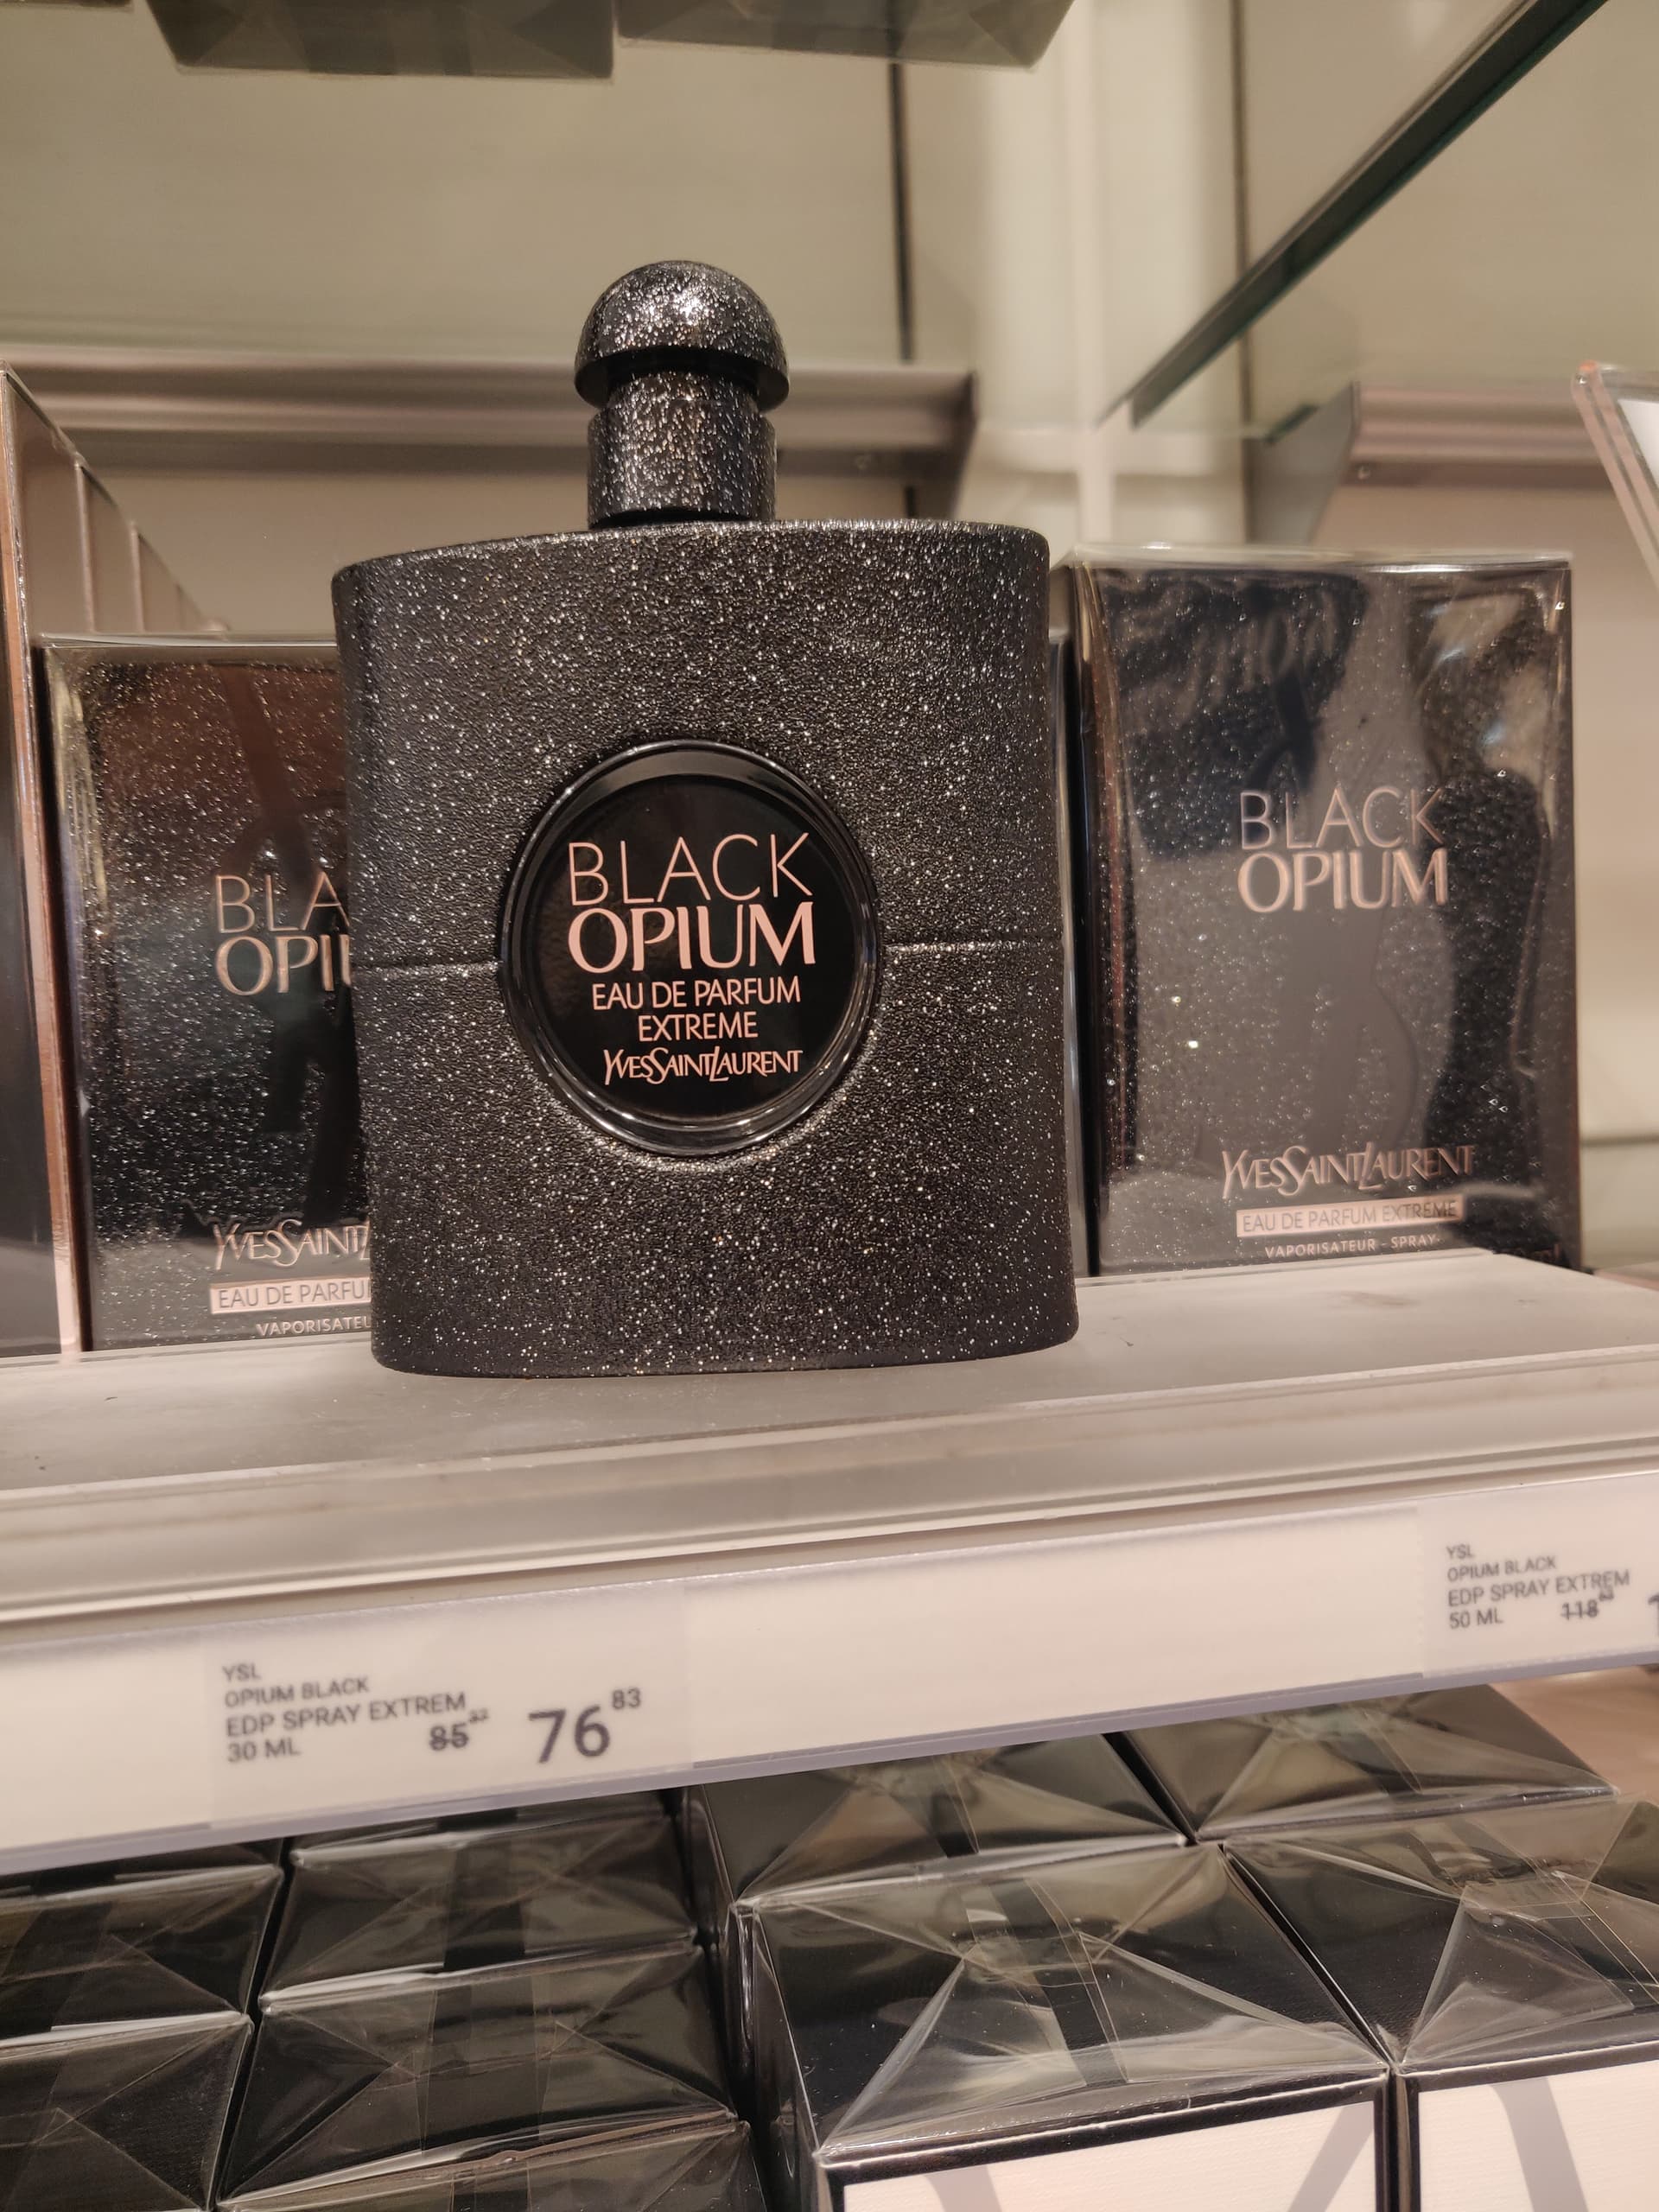 BLACK
OPIUM
EAU DE PARFUM
EXTREME
YVESSAINTLAURENT
BLA
OPIU
YVESSAINTL
EAU DE PARFU
VAPORISATEU
BLACK
OPIUM
YVESSAINTLAURENT
EAU DE PARFUM EXTREME
VAPORISATEUR - SPRAY
YSL
OPIUM BLACK
EDP SPRAY EXTREM
30 ML 85 76 83
YSL
OPIUM BLACK
EDP SPRAY EXTREM
50 ML 118